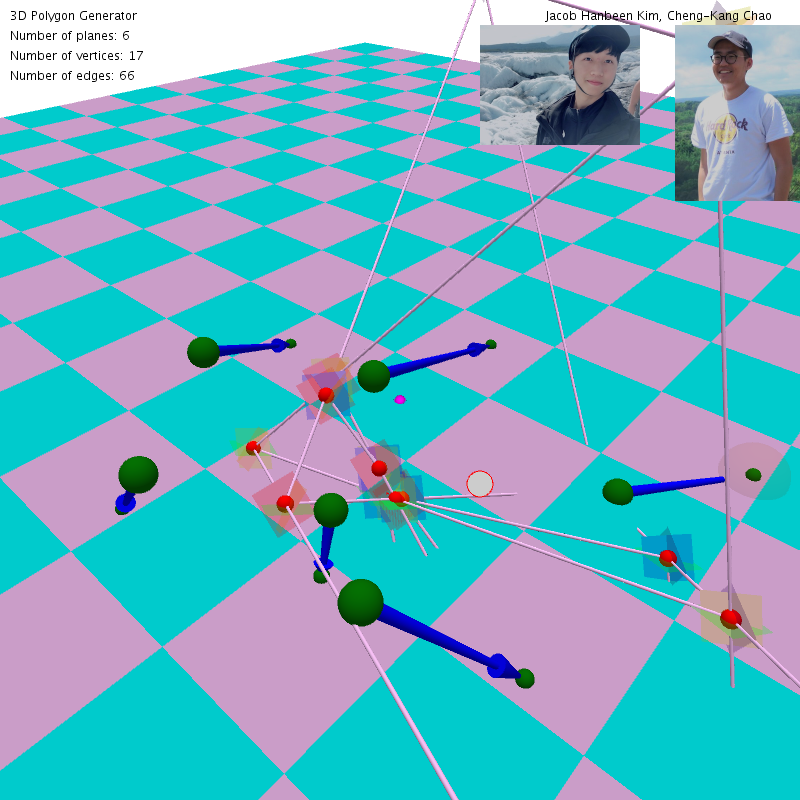 3D Polygon Generator
Jacob Hanbeen Kim, Cheng-Kang Chao
Number of planes: 6
Number of vertices: 17
Number of edges: 66